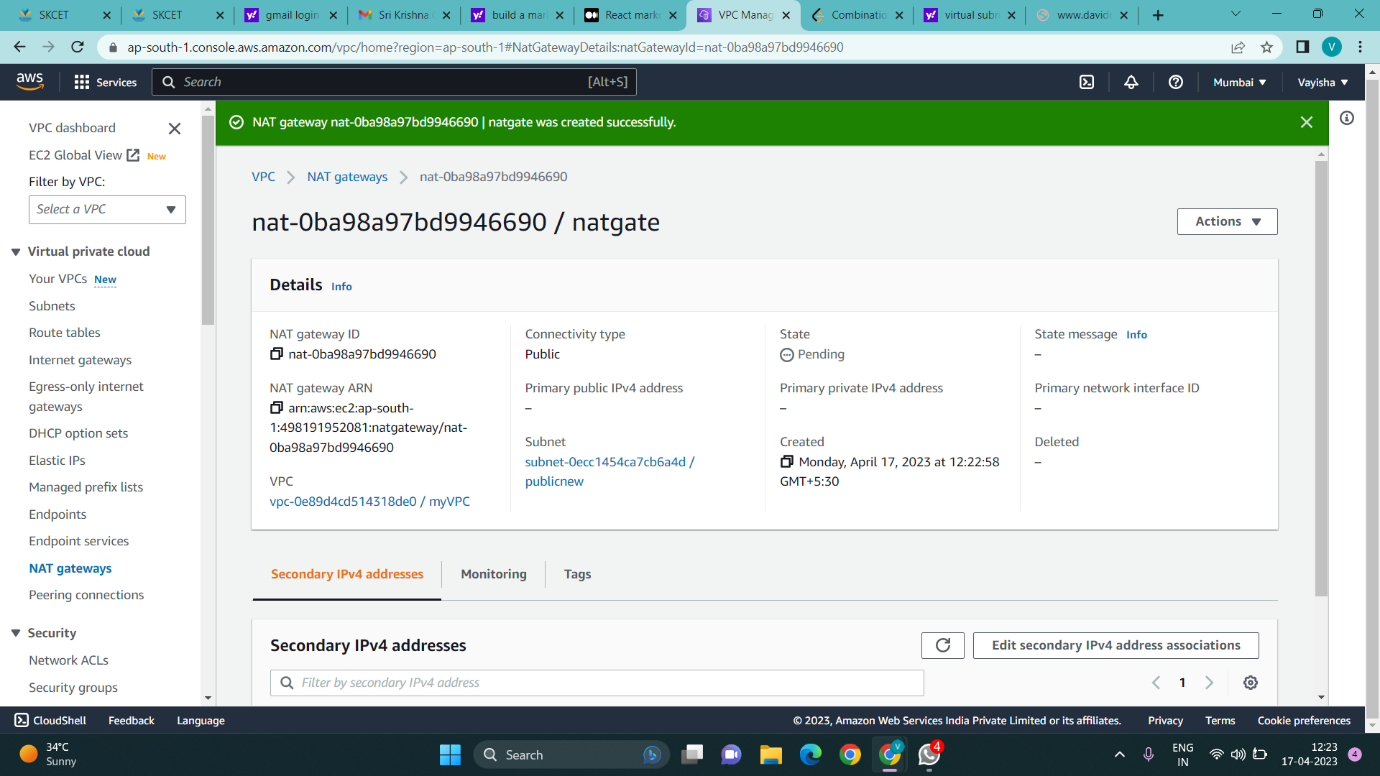 SKCET
SKCET
gmail login
Sri Krishna
build a mar
React mark
VPC Manag
Combinatio
virtual subn
www.davide
ap-south-1.console.aws.amazon.com/vpc/home?region=ap-south-1#NatGatewayDetails:natGatewayId=nat-0ba98a97bd9946690
V
aws
Services
Search
[Alt+S]
Mumbai
Vayisha
VPC dashboard
EC2 Global View New
Filter by VPC:
Select a VPC
Virtual private cloud
Your VPCs New
Subnets
Route tables
Internet gateways
Egress-only internet
gateways
DHCP option sets
Elastic IPs
Managed prefix lists
Endpoints
Endpoint services
NAT gateways
Peering connections
Security
Network ACLs
Security groups
NAT gateway nat-0ba98a97bd9946690 | natgate was created successfully.
VPC
NAT gateways
nat-0ba98a97bd9946690
nat-0ba98a97bd9946690 / natgate
Actions
Details Info
NAT gateway ID
nat-0ba98a97bd9946690
NAT gateway ARN
arn:aws:ec2:ap-south-
1:498191952081:natgateway/nat-
0ba98a97bd9946690
VPC
vpc-0e89d4cd514318de0 / myVPC
Connectivity type
Public
Primary public IPv4 address
–
Subnet
subnet-0ecc1454ca7cb6a4d /
publicnew
State
Pending
Primary private IPv4 address
–
Created
Monday, April 17, 2023 at 12:22:58
GMT+5:30
State message Info
–
Primary network interface ID
–
Deleted
–
Secondary IPv4 addresses
Monitoring
Tags
Secondary IPv4 addresses
Edit secondary IPv4 address associations
Filter by secondary IPv4 address
1
CloudShell
Feedback
Language
© 2023, Amazon Web Services India Private Limited or its affiliates.
Privacy
Terms
Cookie preferences
34°C
Sunny
Search
V
4
ENG
IN
12:23
17-04-2023
4